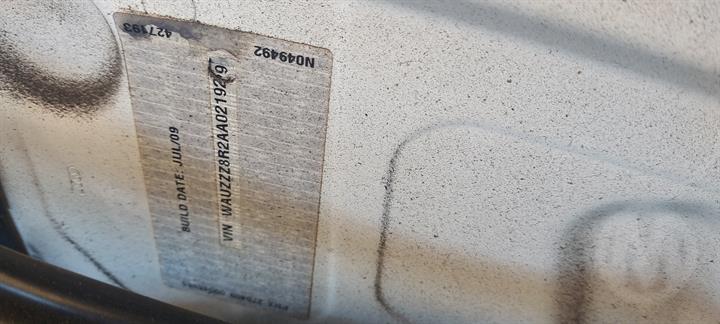 427193
N049492
BUILD DATE: JUL/09
VIN WAUZZZ8R2AA021929